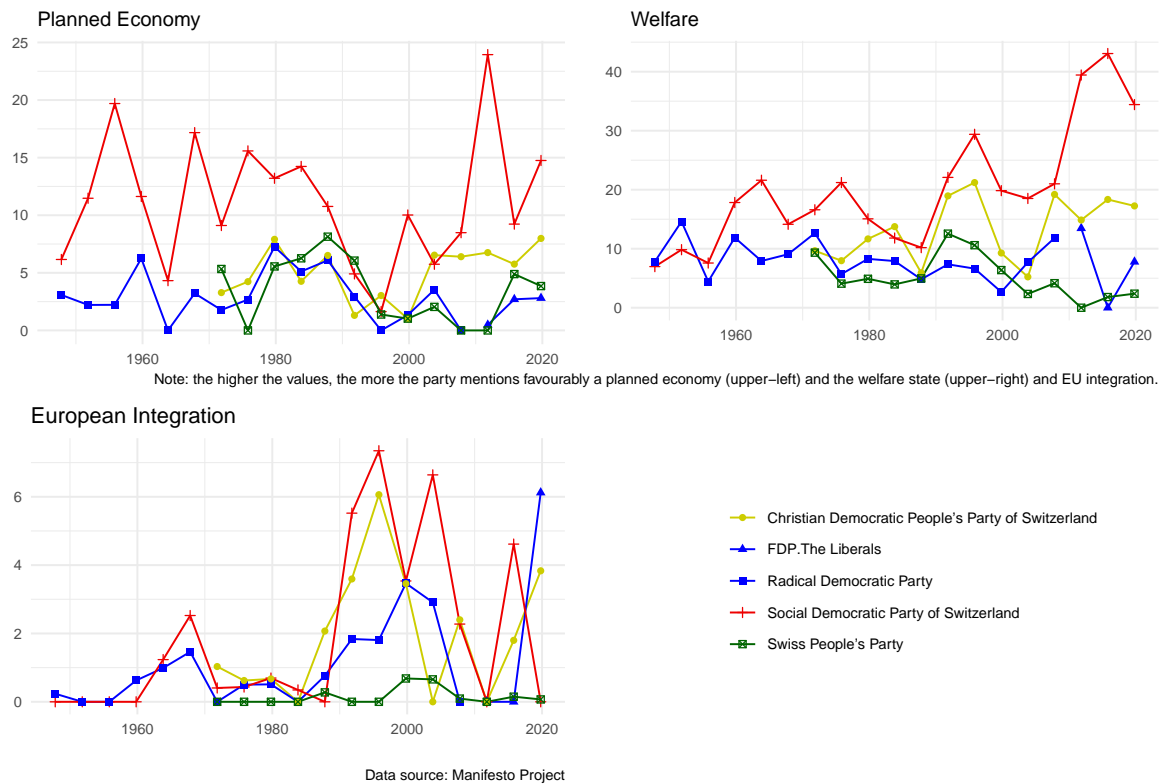 Planned Economy
25
20
15
10
5
0
1960
1980
2000
2020
Welfare
40
30
20
10
0
1960
1980
2000
2020
Note: the higher the values, the more the party mentions favourably a planned economy (upper−left) and the welfare state (upper−right) and EU integration.
European Integration
6
4
2
0
1960
1980
2000
2020
Christian Democratic People's Party of Switzerland
FDP.The Liberals
Radical Democratic Party
Social Democratic Party of Switzerland
Swiss People's Party
Data source: Manifesto Project